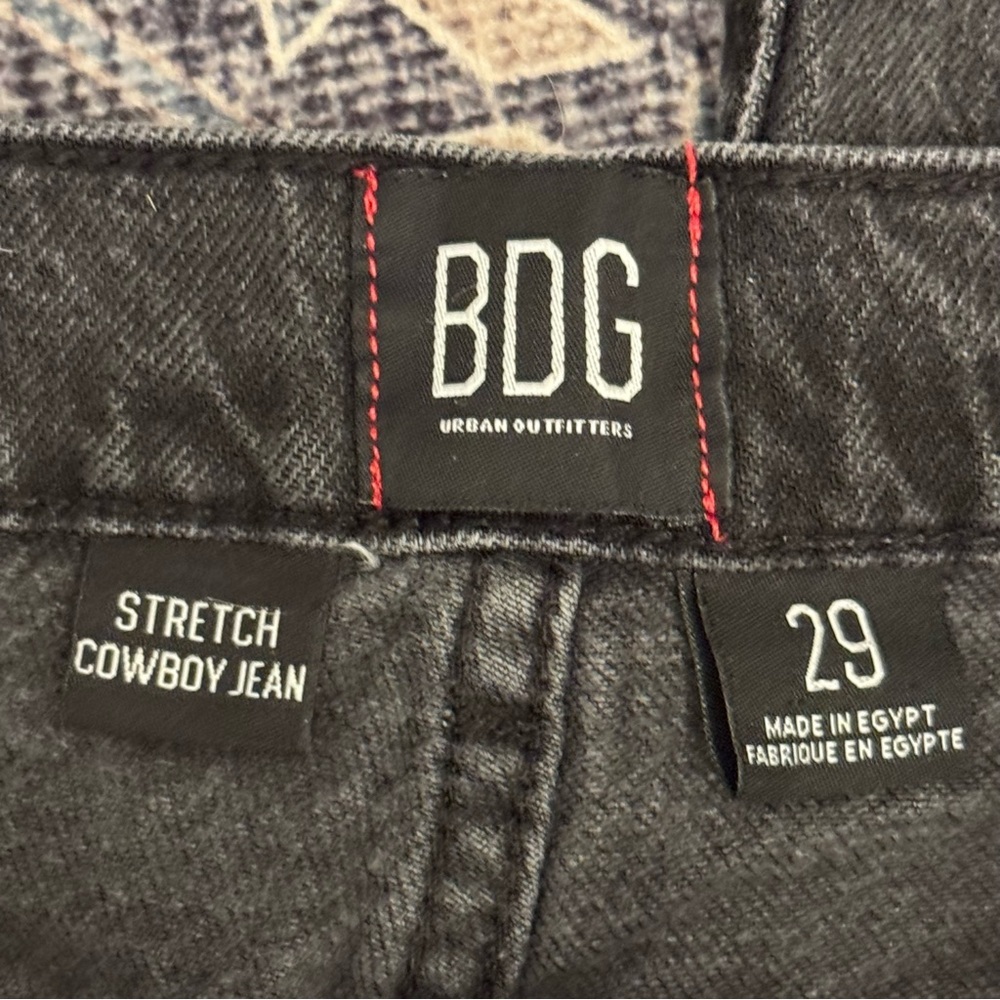 BDG
URBAN OUTFITTERS
STRETCH
COWBOY JEAN
29
MADE IN EGYPT
FABRIQUE EN EGYPTE